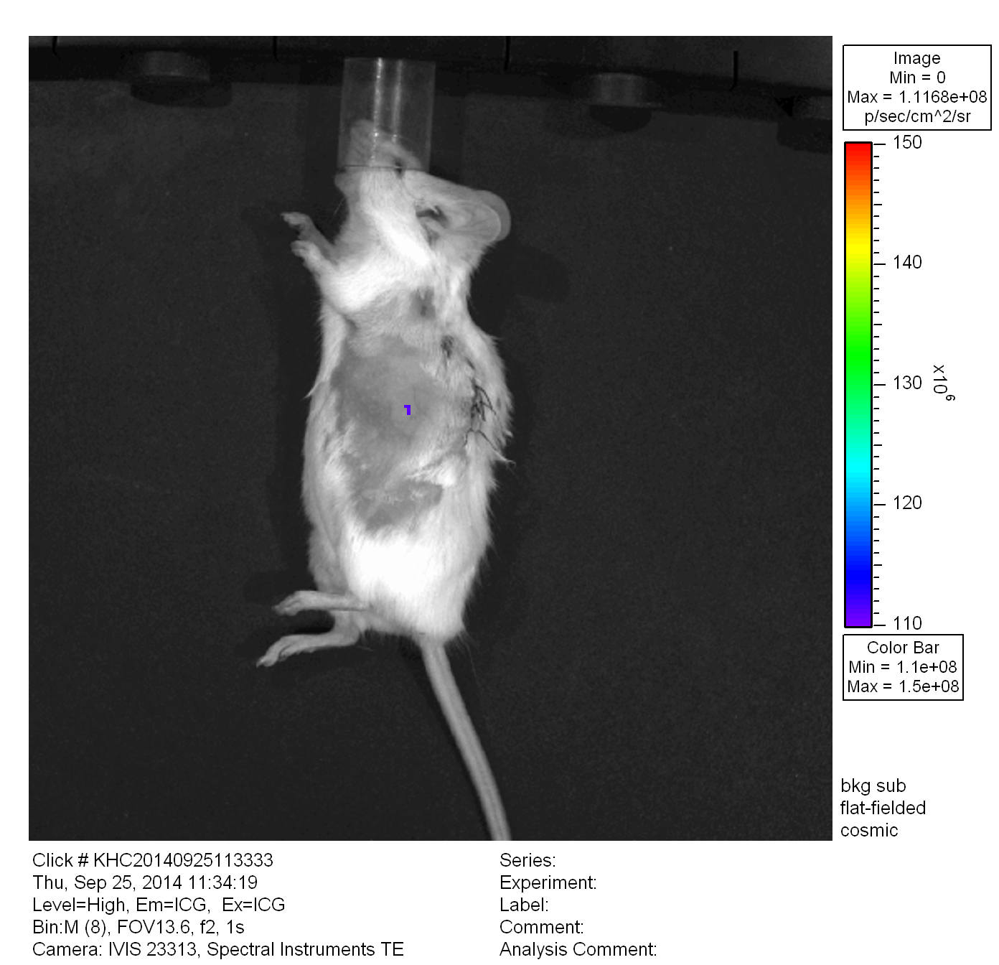 Image
Min = 0
Max = 1.1168e+08
p/sec/cm^2/sr
150
140
130
120
110
x10^6
Color Bar
Min = 1.1e+08
Max = 1.5e+08
bkg sub
flat-fielded
cosmic
Click # KHC20140925113333
Thu, Sep 25, 2014 11:34:19
Level=High, Em=ICG,  Ex=ICG
Bin:M (8), FOV13.6, f2, 1s
Camera: IVIS 23313, Spectral Instruments TE
Series:
Experiment:
Label:
Comment:
Analysis Comment: